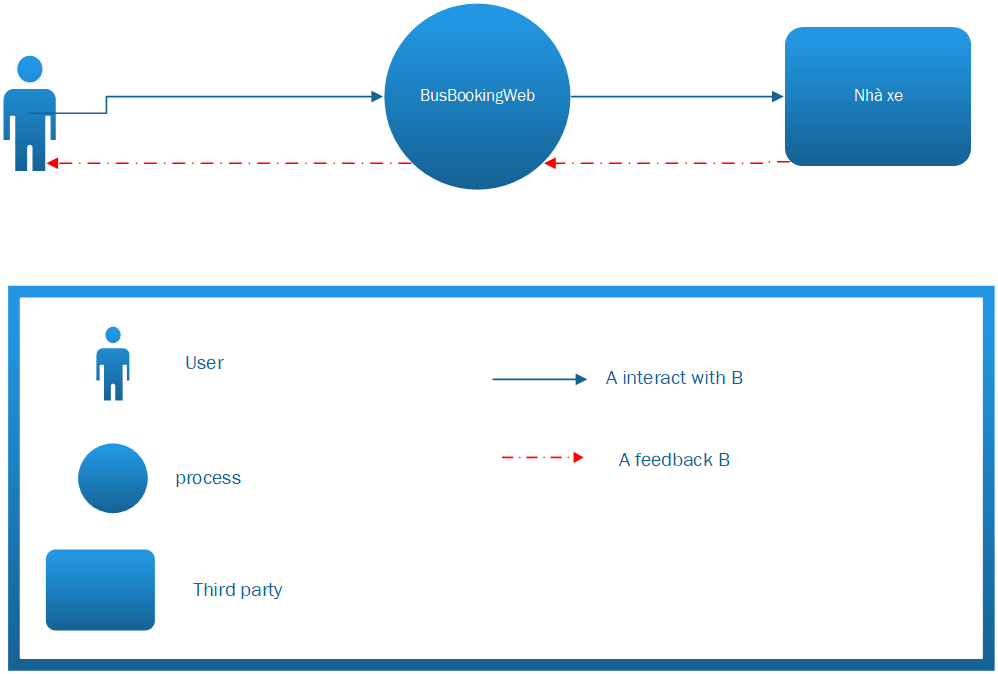 BusBookingWeb
Nhà xe
User
A interact with B
A feedback B
process
Third party